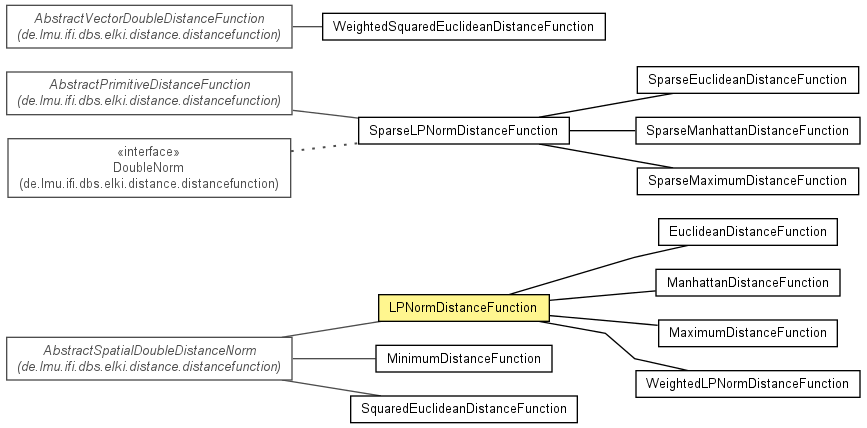 AbstractVectorDoubleDistanceFunction
(de.lmu.ifi.dbs.elki.distance.distancefunction)
WeightedSquaredEuclideanDistanceFunction
AbstractPrimitiveDistanceFunction
(de.lmu.ifi.dbs.elki.distance.distancefunction)
«interface»
DoubleNorm
(de.lmu.ifi.dbs.elki.distance.distancefunction)
SparseLPNormDistanceFunction
SparseEuclideanDistanceFunction
SparseManhattanDistanceFunction
SparseMaximumDistanceFunction
AbstractSpatialDoubleDistanceNorm
(de.lmu.ifi.dbs.elki.distance.distancefunction)
LPNormDistanceFunction
MinimumDistanceFunction
SquaredEuclideanDistanceFunction
EuclideanDistanceFunction
ManhattanDistanceFunction
MaximumDistanceFunction
WeightedLPNormDistanceFunction